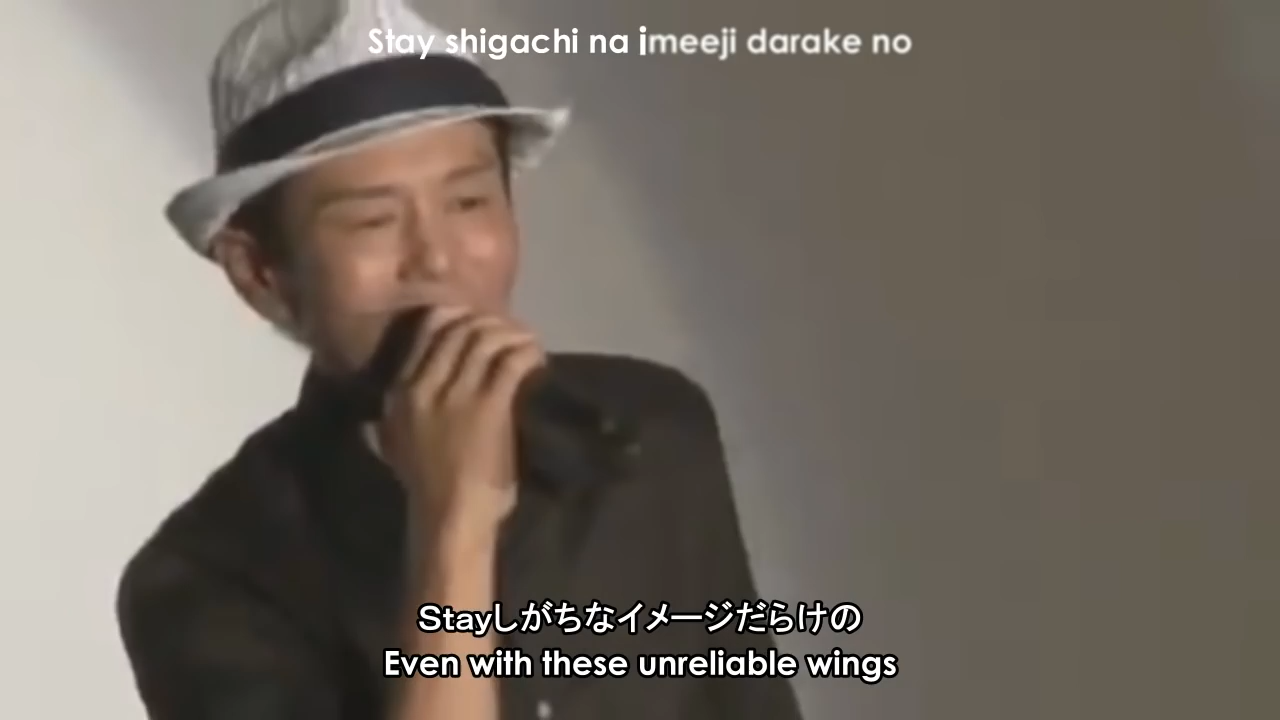 Stay shigachi na imeeji darake no
Stayしがちなイメージだらけの
Even with these unreliable wings